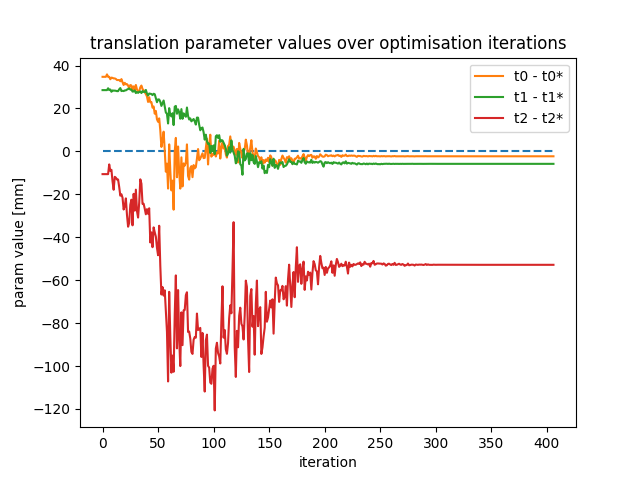 translation parameter values over optimisation iterations
t0 - t0*
t1 - t1*
t2 - t2*
param value [mm]
40
20
0
−20
−40
−60
−80
−100
−120
0 50 100 150 200 250 300 350 400
iteration